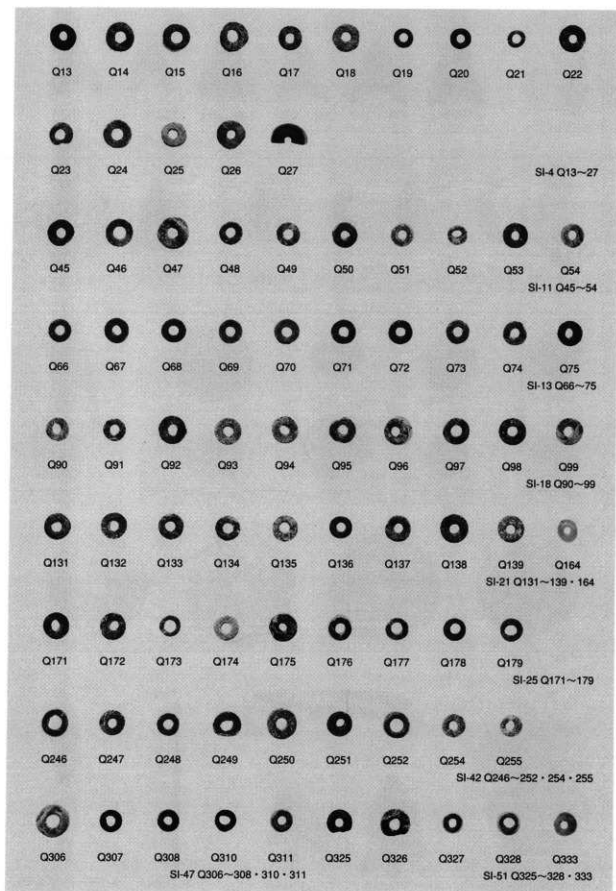 Q13 Q14 Q15 Q16 Q17 Q18 Q19 Q20 Q21 Q22
Q23 Q24 Q25 Q26 Q27
SI-4 Q13～27
Q45 Q46 Q47 Q48 Q49 Q50 Q51 Q52 Q53 Q54
SI-11 Q45～54
Q66 Q67 Q68 Q69 Q70 Q71 Q72 Q73 Q74 Q75
SI-13 Q66～75
Q90 Q91 Q92 Q93 Q94 Q95 Q96 Q97 Q98 Q99
SI-18 Q90～99
Q131 Q132 Q133 Q134 Q135 Q136 Q137 Q138 Q139 Q164
SI-21 Q131～139・164
Q171 Q172 Q173 Q174 Q175 Q176 Q177 Q178 Q179
SI-25 Q171～179
Q246 Q247 Q248 Q249 Q250 Q251 Q252 Q254 Q255
SI-42 Q246～252・254・255
Q306 Q307 Q308 Q310 Q311 Q325 Q326 Q327 Q328 Q333
SI-47 Q306～308・310・311 SI-51 Q325～328・333